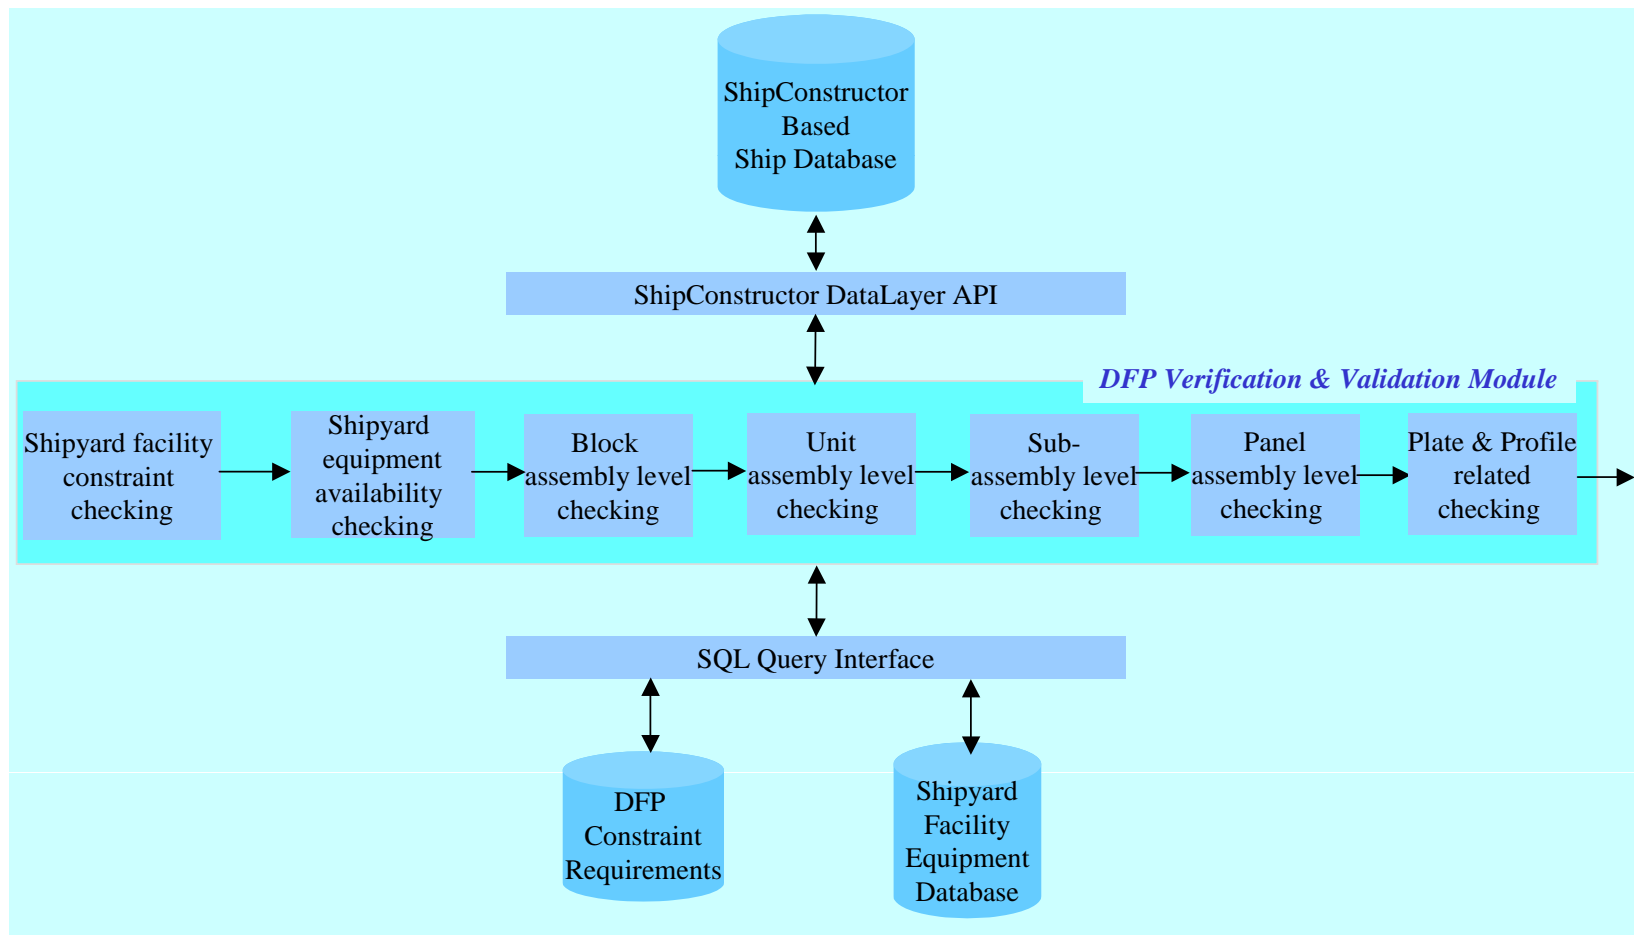 ShipConstructor
Based
Ship Database
ShipConstructor DataLayer API
DFP Verification & Validation Module
Shipyard facility
constraint
checking
Shipyard
equipment
availability
checking
Block
assembly level
checking
Unit
assembly level
checking
Sub-
assembly level
checking
Panel
assembly level
checking
Plate & Profile
related
checking
SQL Query Interface
DFP
Constraint
Requirements
Shipyard
Facility
Equipment
Database